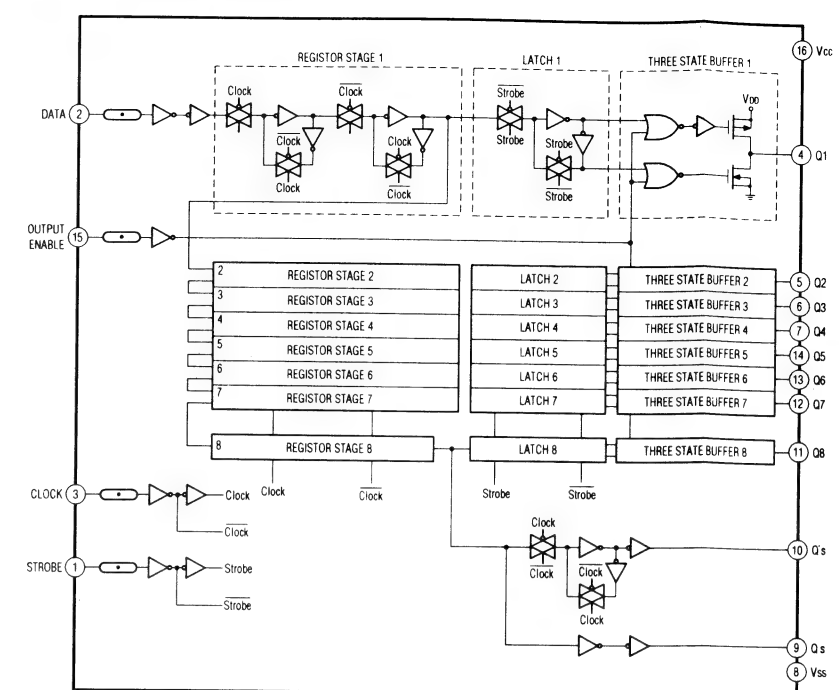 REGISTOR STAGE 1
LATCH 1
THREE STATE BUFFER 1
16 Vcc
Clock
Clock
Strobe
VDD
DATA 2
Clock
Clock
Clock
Clock
Strobe
Strobe
Strobe
4 Q1
OUTPUT ENABLE 15
2 REGISTOR STAGE 2
LATCH 2
THREE STATE BUFFER 2
5 Q2
3 REGISTOR STAGE 3
LATCH 3
THREE STATE BUFFER 3
6 Q3
4 REGISTOR STAGE 4
LATCH 4
THREE STATE BUFFER 4
7 Q4
5 REGISTOR STAGE 5
LATCH 5
THREE STATE BUFFER 5
14 Q5
6 REGISTOR STAGE 6
LATCH 6
THREE STATE BUFFER 6
13 Q6
7 REGISTOR STAGE 7
LATCH 7
THREE STATE BUFFER 7
12 Q7
8 REGISTOR STAGE 8
LATCH 8
THREE STATE BUFFER 8
11 Q8
Clock
Clock
Strobe
Strobe
CLOCK 3
Clock
Clock
STROBE 1
Strobe
Strobe
Clock
Clock
Clock
Clock
10 Q's
9 Qs
8 Vss